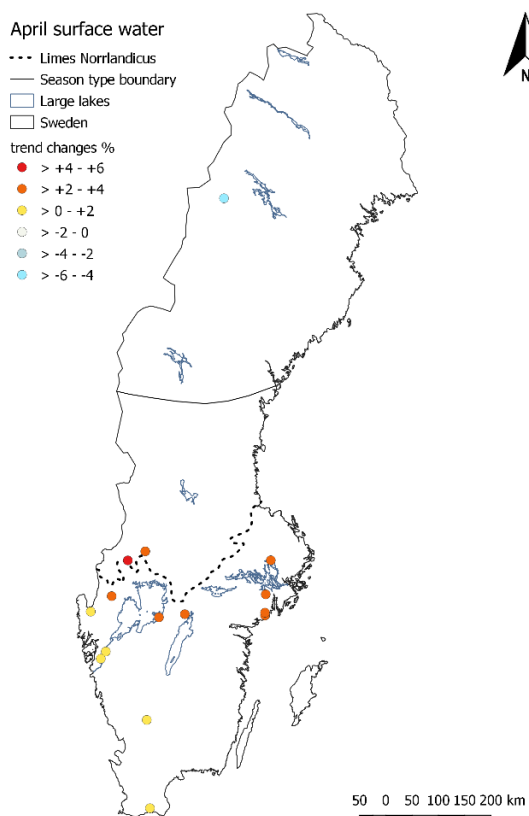 April surface water
Limes Norrlandicus
Season type boundary
Large lakes
Sweden
trend changes %
> +4 - +6
> +2 - +4
> 0 - +2
> -2 - 0
> -4 - -2
> -6 - -4
N
50 0 50 100 150 200 km